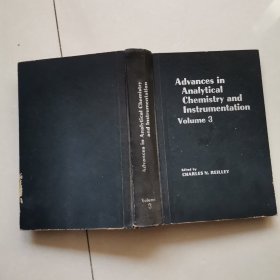 Advances in
Analytical
Chemistry and
Instrumentation
Volume 3
Edited by
CHARLES N. REILLEY
Advances in Analytical Chemistry
and Instrumentation
Volume
3